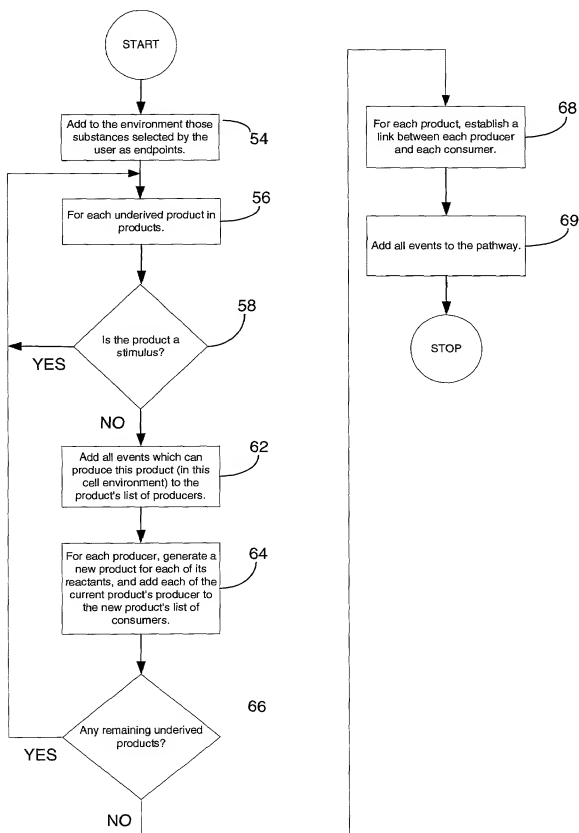 START
Add to the environment those
substances selected by the
user as endpoints.
54
For each underived product in
products.
56
Is the product a
stimulus?
58
YES
NO
Add all events which can
produce this product (in this
cell environment) to the
product's list of producers.
62
For each producer, generate a
new product for each of its
reactants, and add each of the
current product's producer to
the new product's list of
consumers.
64
Any remaining underived
products?
66
YES
NO
For each product, establish a
link between each producer
and each consumer.
68
Add all events to the pathway.
69
STOP